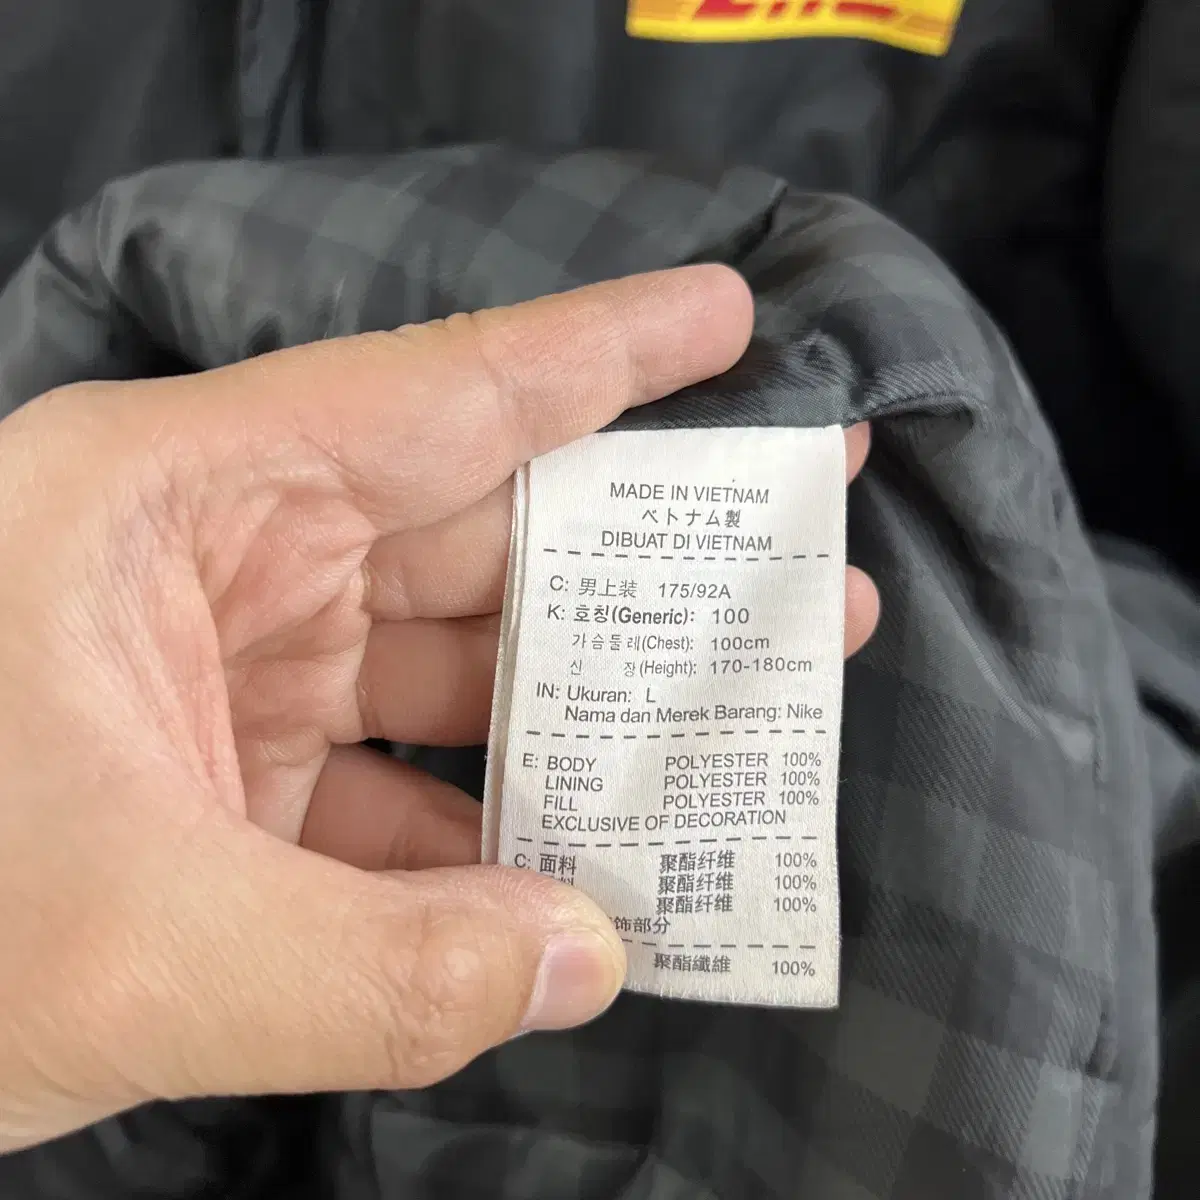 MADE IN VIETNAM
ベトナム製
DIBUAT DI VIETNAM
C: 男上装 175/92A
K: 호칭(Generic): 100
가슴둘레(Chest): 100cm
신 장(Height): 170-180cm
IN: Ukuran: L
Nama dan Merek Barang: Nike
E: BODY POLYESTER 100%
LINING POLYESTER 100%
FILL POLYESTER 100%
EXCLUSIVE OF DECORATION
C: 面料 聚酯纤维 100%
聚酯纤维 100%
聚酯纤维 100%
饰部分
聚酯纖維 100%